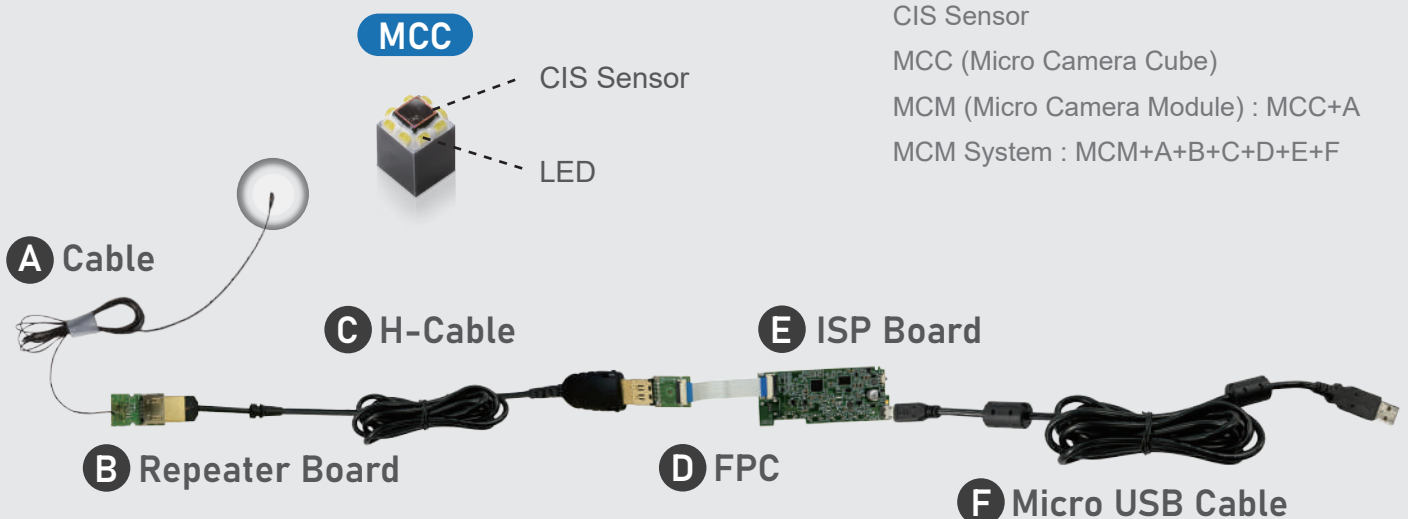 MCC
CIS Sensor
LED
CIS Sensor
MCC (Micro Camera Cube)
MCM (Micro Camera Module) : MCC+A
MCM System : MCM+A+B+C+D+E+F
A Cable
C H-Cable
E ISP Board
B Repeater Board
D FPC
F Micro USB Cable